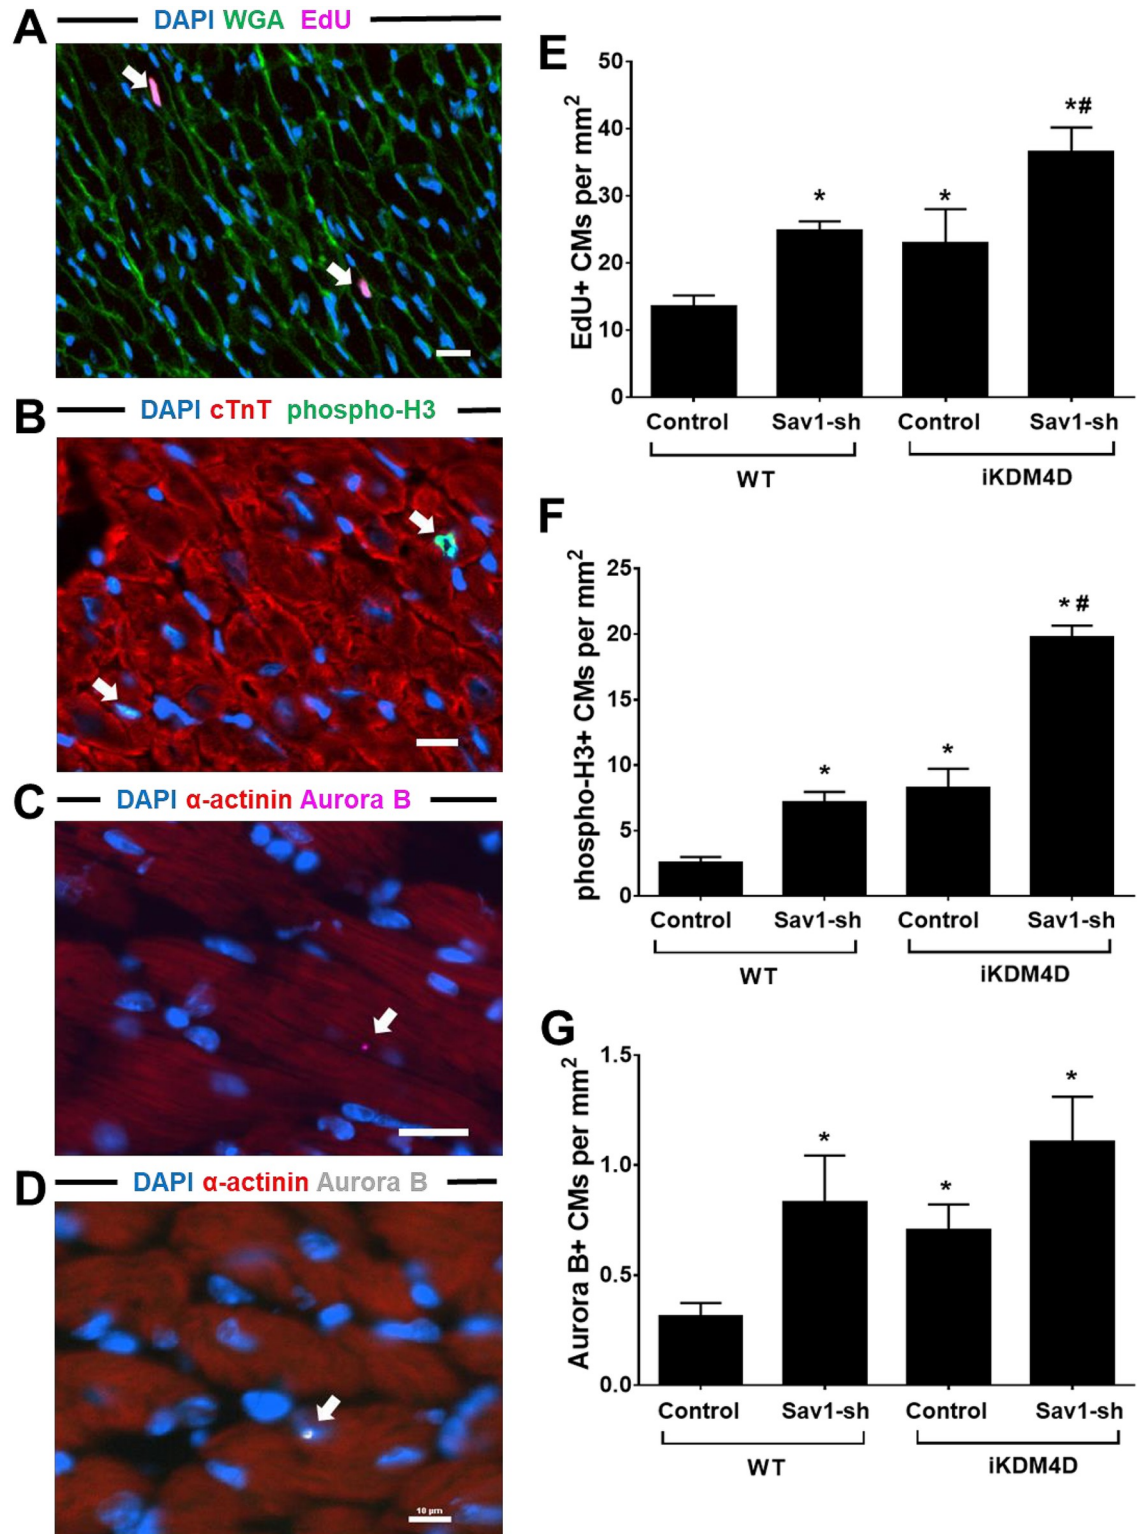 A
DAPI WGA EdU
B
DAPI cTnT phospho-H3
C
DAPI α-actinin Aurora B
D
DAPI α-actinin Aurora B
10 μm
E
EdU+ CMs per mm2
50
40
30
20
10
0
*
*
*#
Control Sav1-sh Control Sav1-sh
WT iKDM4D
F
phospho-H3+ CMs per mm2
25
20
15
10
5
0
*
*
*#
Control Sav1-sh Control Sav1-sh
WT iKDM4D
G
Aurora B+ CMs per mm2
1.5
1.0
0.5
0.0
*
*
*
Control Sav1-sh Control Sav1-sh
WT iKDM4D